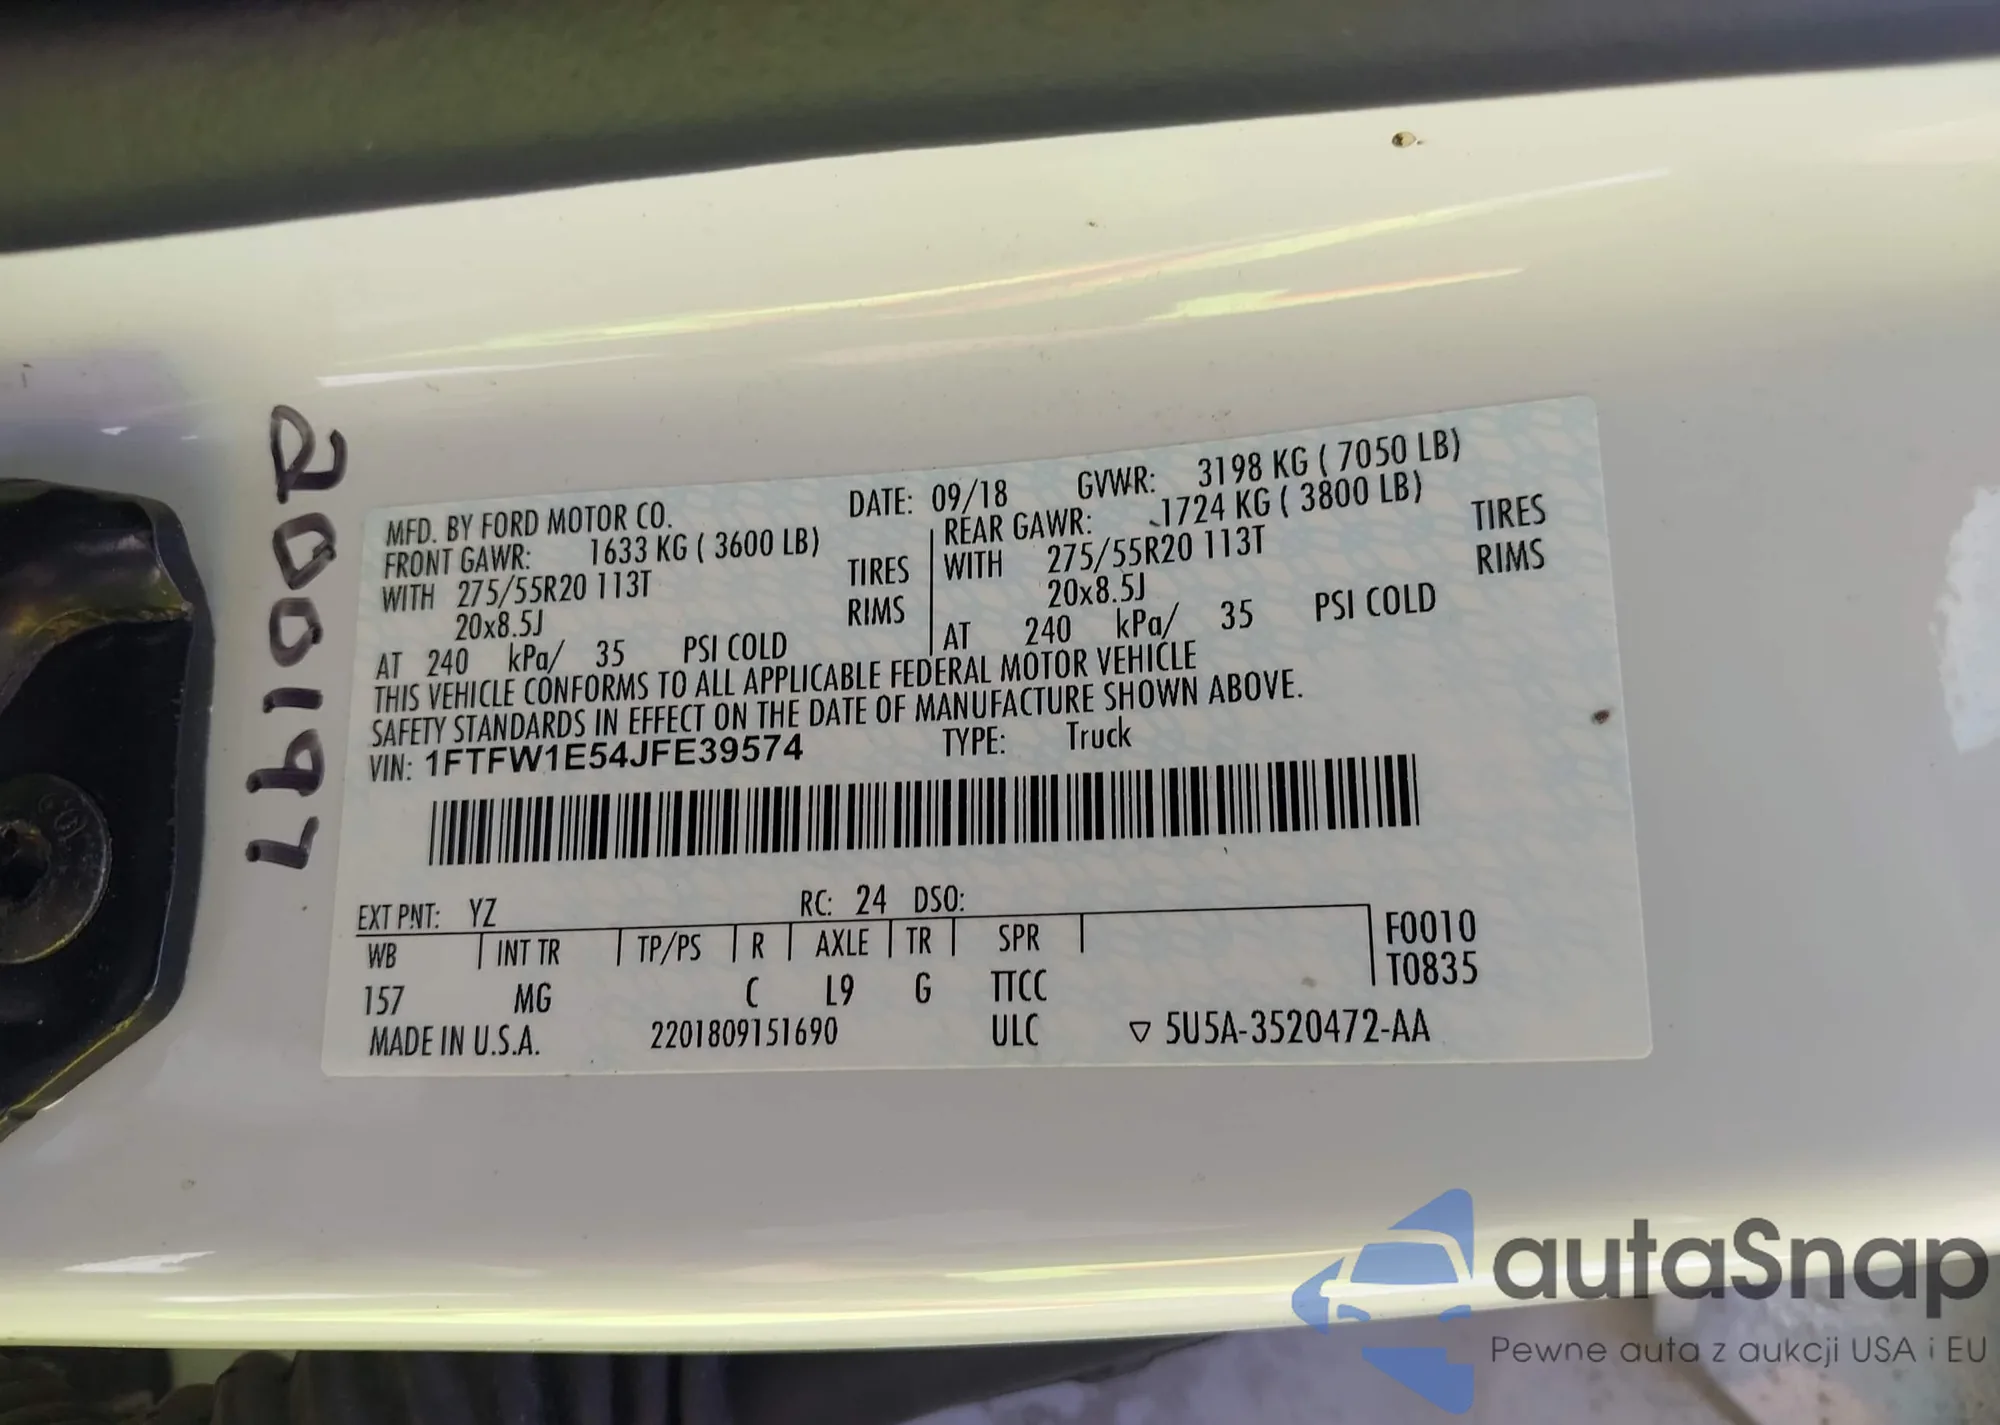 R00197
MFD. BY FORD MOTOR CO. DATE: 09/18 GVWR: 3198 KG ( 7050 LB)
FRONT GAWR: 1633 KG ( 3600 LB) REAR GAWR: 1724 KG ( 3800 LB)
WITH 275/55R20 113T TIRES WITH 275/55R20 113T TIRES
20x8.5J RIMS 20x8.5J RIMS
AT 240 kPa/ 35 PSI COLD AT 240 kPa/ 35 PSI COLD
THIS VEHICLE CONFORMS TO ALL APPLICABLE FEDERAL MOTOR VEHICLE
SAFETY STANDARDS IN EFFECT ON THE DATE OF MANUFACTURE SHOWN ABOVE.
VIN: 1FTFW1E54JFE39574 TYPE: Truck
EXT PNT: YZ RC: 24 DSO:
WB INT TR TP/PS R AXLE TR SPR F0010
157 MG C L9 G TTCC T0835
MADE IN U.S.A. 2201809151690 ULC ▽ 5U5A-3520472-AA
autaSnap
Pewne auta z aukcji USA i EU